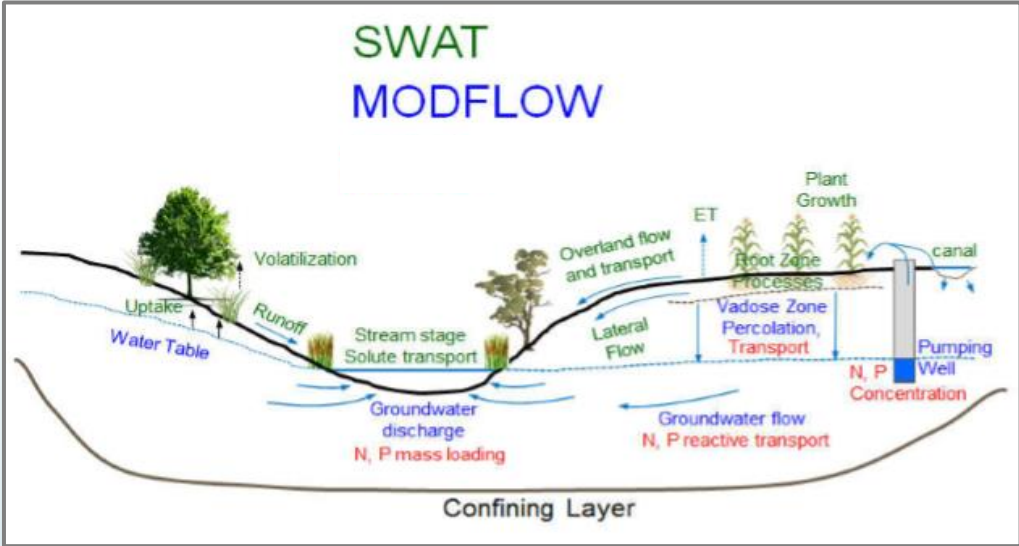 SWAT
MODFLOW
Plant
Growth
ET
Overland flow
and transport
canal
Volatilization
Root Zone
Processes
Uptake
Runoff
Water Table
Stream stage
Solute transport
Lateral
Flow
Vadose Zone
Percolation,
Transport
Pumping
Well
N, P
Concentration
Groundwater
discharge
N, P mass loading
Groundwater flow
N, P reactive transport
Confining Layer